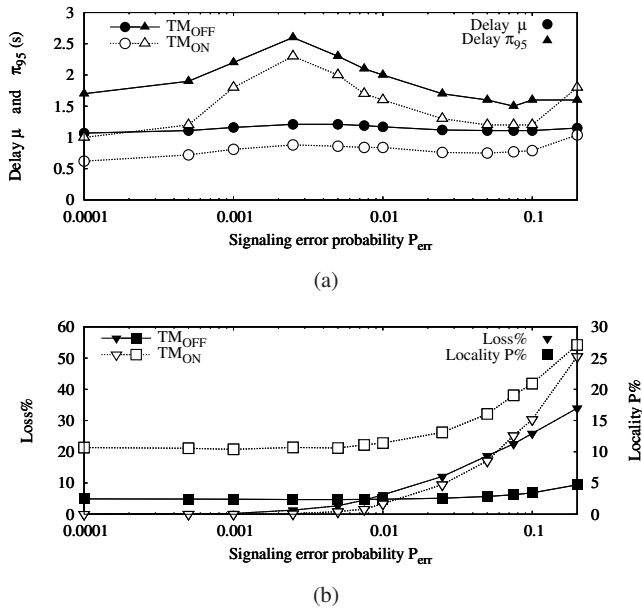 3
2.5
2
1.5
1
0.5
0
Delay μ and π95 (s)
TM_OFF
TM_ON
Delay μ
Delay π95
0.0001 0.001 0.01 0.1
Signaling error probability P_err
(a)
60
50
40
30
20
10
0
Loss%
TM_OFF
TM_ON
Loss%
Locality P%
30
25
20
15
10
5
0
Locality P%
0.0001 0.001 0.01 0.1
Signaling error probability P_err
(b)